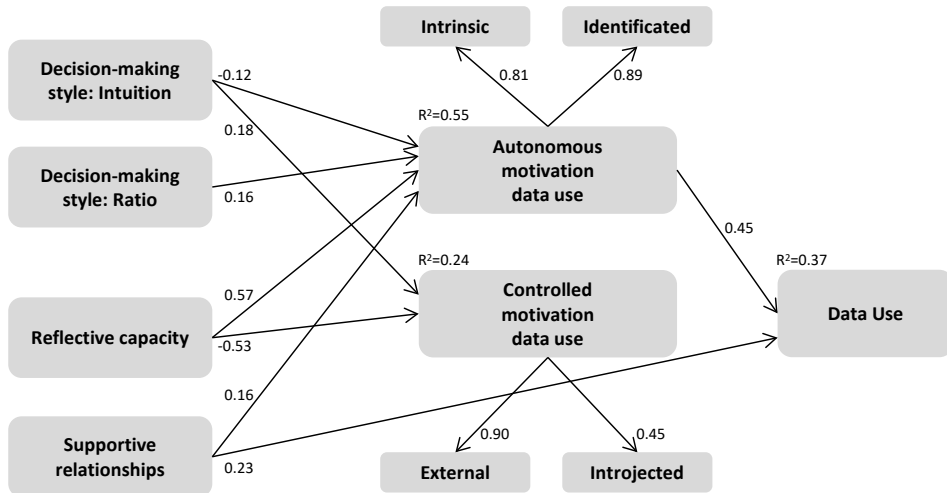 Intrinsic
Identificated
Decision-making
style: Intuition
-0.12
0.81
0.89
0.18
R²=0.55
Autonomous
motivation
data use
Decision-making
style: Ratio
0.16
0.45
R²=0.24
R²=0.37
Controlled
motivation
data use
Data Use
0.57
Reflective capacity
-0.53
0.16
Supportive
relationships
0.23
0.90
0.45
External
Introjected